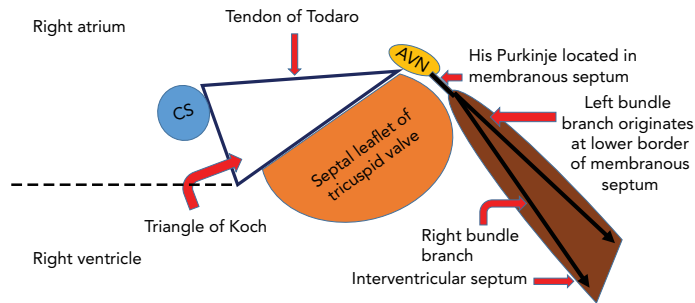 Right atrium
Tendon of Todaro
AVN
His Purkinje located in
membranous septum
CS
Left bundle
branch originates
at lower border
of membranous
septum
Septal leaflet of
tricuspid valve
Triangle of Koch
Right ventricle
Right bundle
branch
Interventricular septum